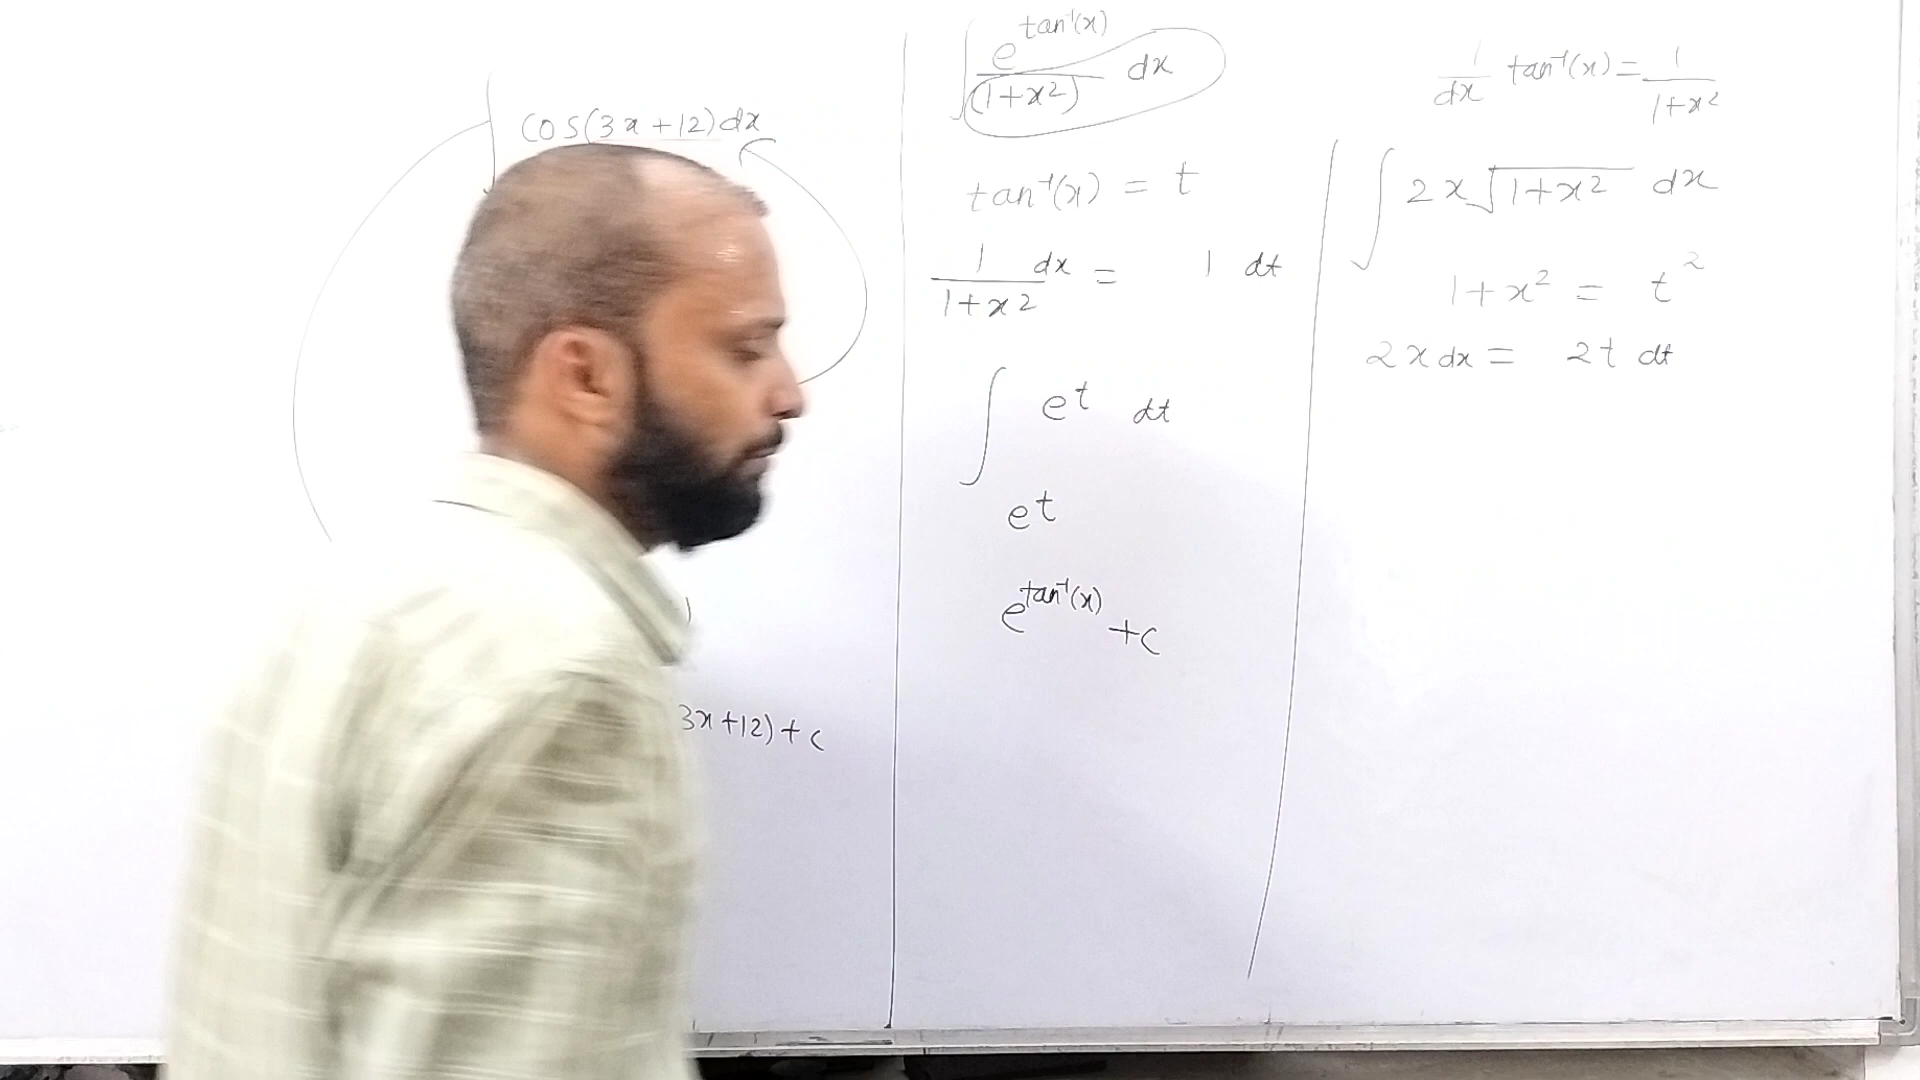 ∫ cos(3x+12)dx
3x+12)+c
∫ e^tan⁻¹(x) / (1+x²) dx
tan⁻¹(x) = t
1/(1+x²) dx = 1 dt
∫ e^t dt
e^t
e^tan⁻¹(x) + c
1/dx tan⁻¹(x) = 1/(1+x²)
∫ 2x√(1+x²) dx
1+x² = t²
2x dx = 2t dt